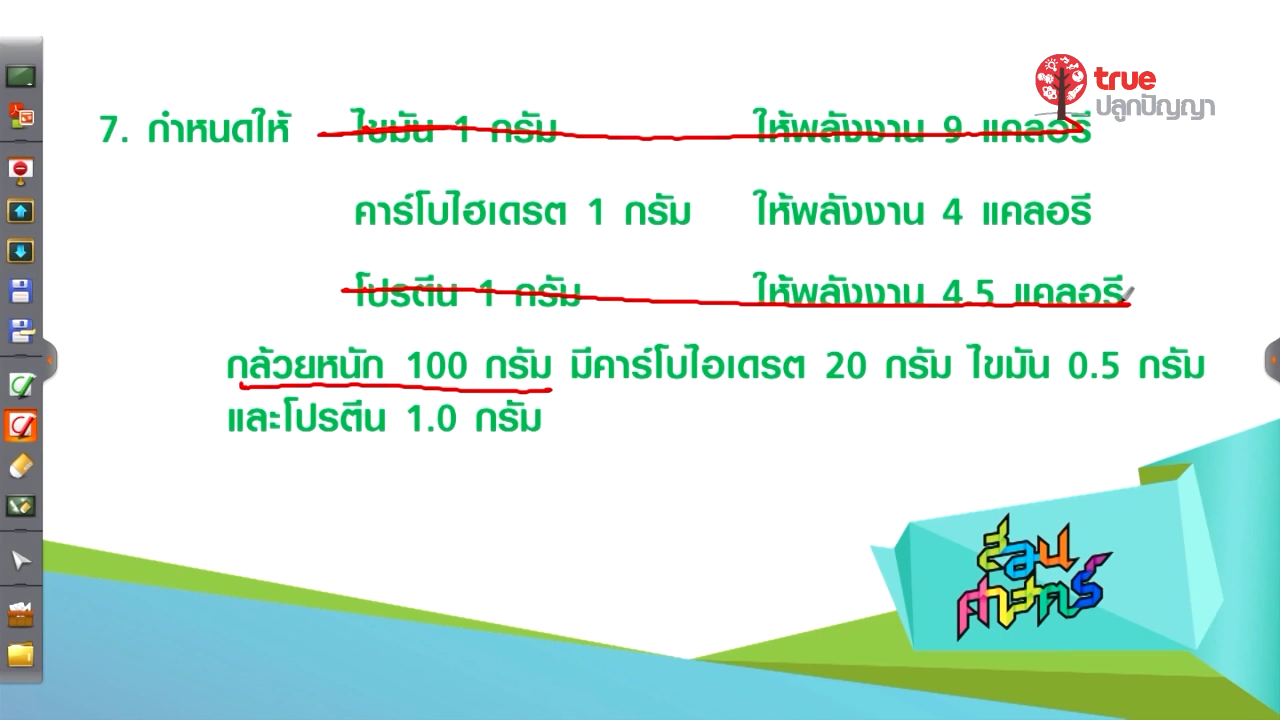 true
ปลูกปัญญา
7. กำหนดให้ ไขมัน 1 กรัม ให้พลังงาน 9 แคลอรี
คาร์โบไฮเดรต 1 กรัม ให้พลังงาน 4 แคลอรี
โปรตีน 1 กรัม ให้พลังงาน 4.5 แคลอรี
กล้วยหนัก 100 กรัม มีคาร์โบไอเดรต 20 กรัม ไขมัน 0.5 กรัม
และโปรตีน 1.0 กรัม
สอน
ศาสตร์